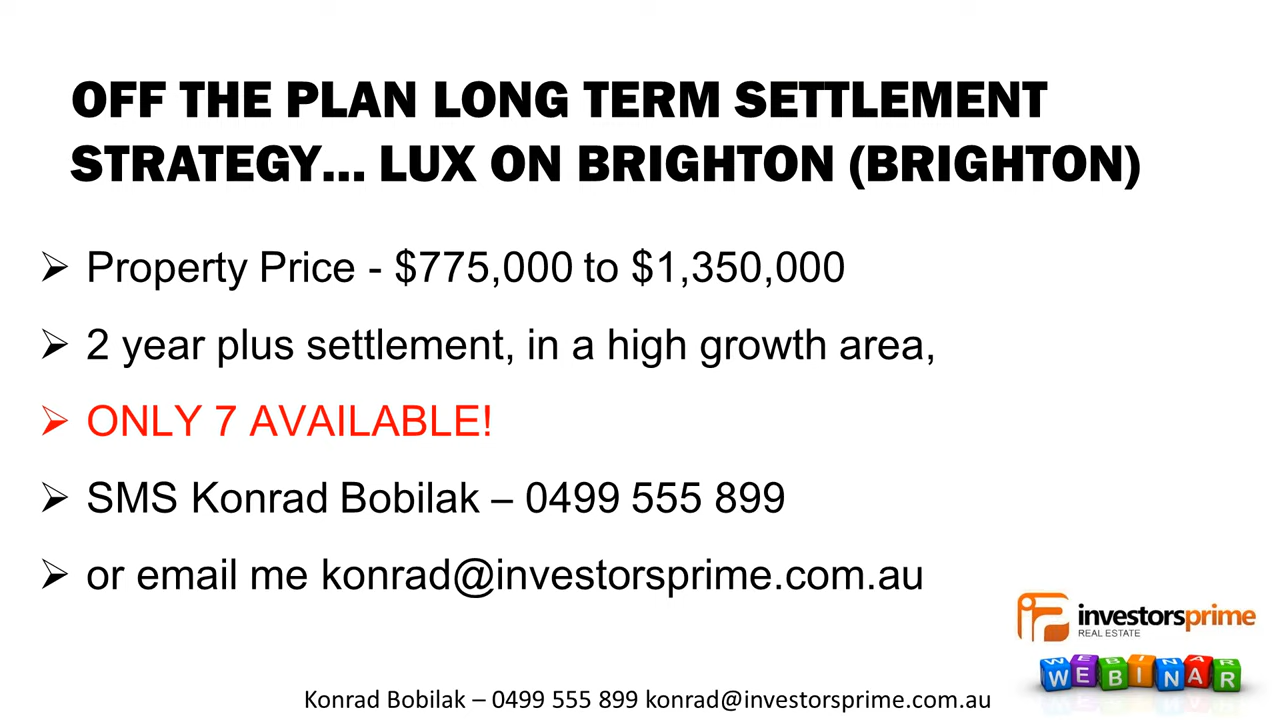 OFF THE PLAN LONG TERM SETTLEMENT
STRATEGY... LUX ON BRIGHTON (BRIGHTON)
Property Price - $775,000 to $1,350,000
2 year plus settlement, in a high growth area,
ONLY 7 AVAILABLE!
SMS Konrad Bobilak – 0499 555 899
or email me konrad@investorsprime.com.au
investorsprime
REAL ESTATE
WEBINAR
Konrad Bobilak – 0499 555 899 konrad@investorsprime.com.au